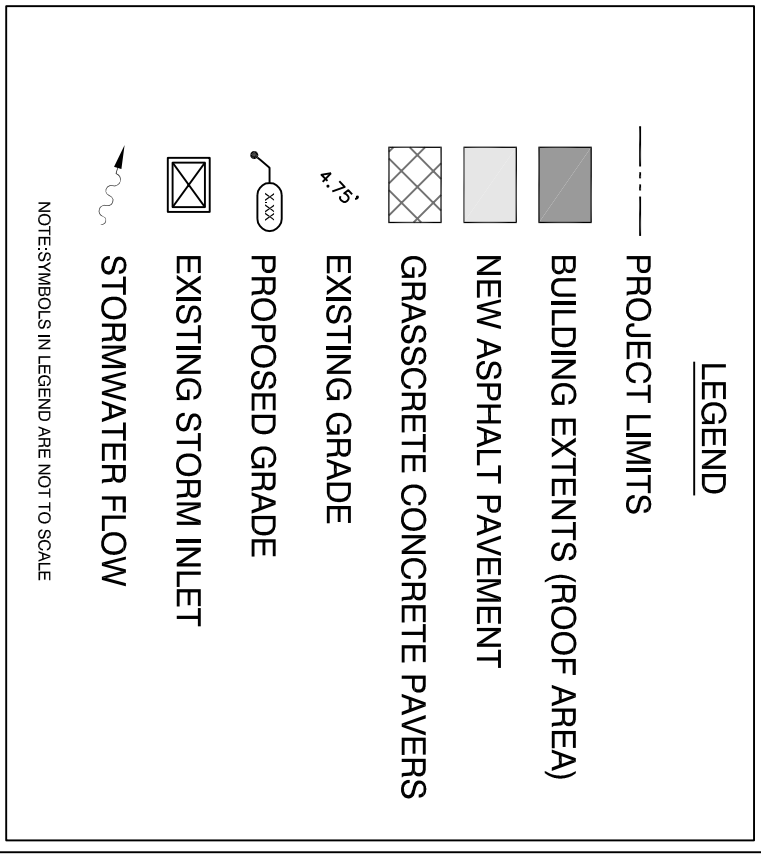 LEGEND
PROJECT LIMITS
BUILDING EXTENTS (ROOF AREA)
NEW ASPHALT PAVEMENT
GRASSCRETE CONCRETE PAVERS
4.75' EXISTING GRADE
X.XX PROPOSED GRADE
EXISTING STORM INLET
STORMWATER FLOW
NOTE:SYMBOLS IN LEGEND ARE NOT TO SCALE